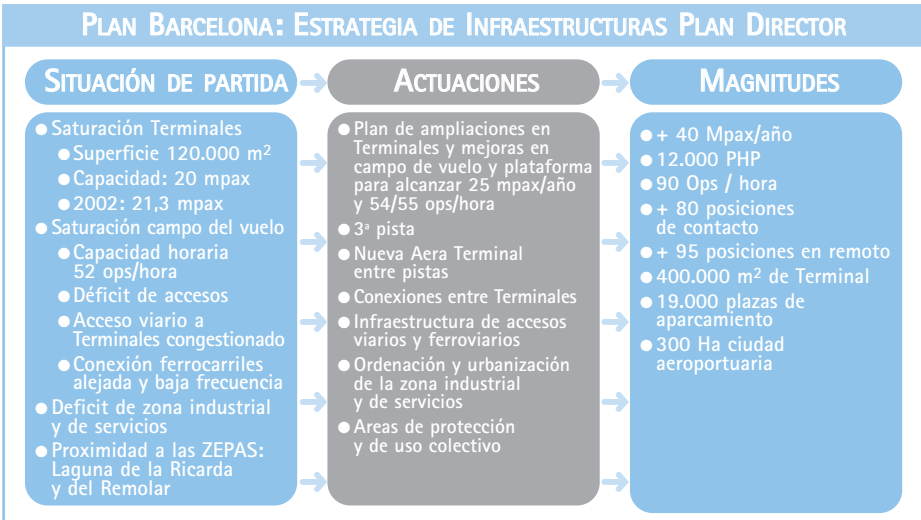 PLAN BARCELONA: ESTRATEGIA DE INFRAESTRUCTURAS PLAN DIRECTOR
SITUACIÓN DE PARTIDA
● Saturación Terminales
● Superficie 120.000 m²
● Capacidad: 20 mpax
● 2002: 21,3 mpax
● Saturación campo del vuelo
● Capacidad horaria
52 ops/hora
● Déficit de accesos
● Acceso viario a
Terminales congestionado
● Conexión ferrocarriles
alejada y baja frecuencia
● Deficit de zona industrial
y de servicios
● Proximidad a las ZEPAS:
Laguna de la Ricarda
y del Remolar
ACTUACIONES
● Plan de ampliaciones en
Terminales y mejoras en
campo de vuelo y plataforma
para alcanzar 25 mpax/año
y 54/55 ops/hora
● 3ª pista
● Nueva Aera Terminal
entre pistas
● Conexiones entre Terminales
● Infraestructura de accesos
viarios y ferroviarios
● Ordenación y urbanización
de la zona industrial
y de servicios
● Areas de protección
y de uso colectivo
MAGNITUDES
● + 40 Mpax/año
● 12.000 PHP
● 90 Ops / hora
● + 80 posiciones
de contacto
● + 95 posiciones en remoto
● 400.000 m² de Terminal
● 19.000 plazas de
aparcamiento
● 300 Ha ciudad
aeroportuaria